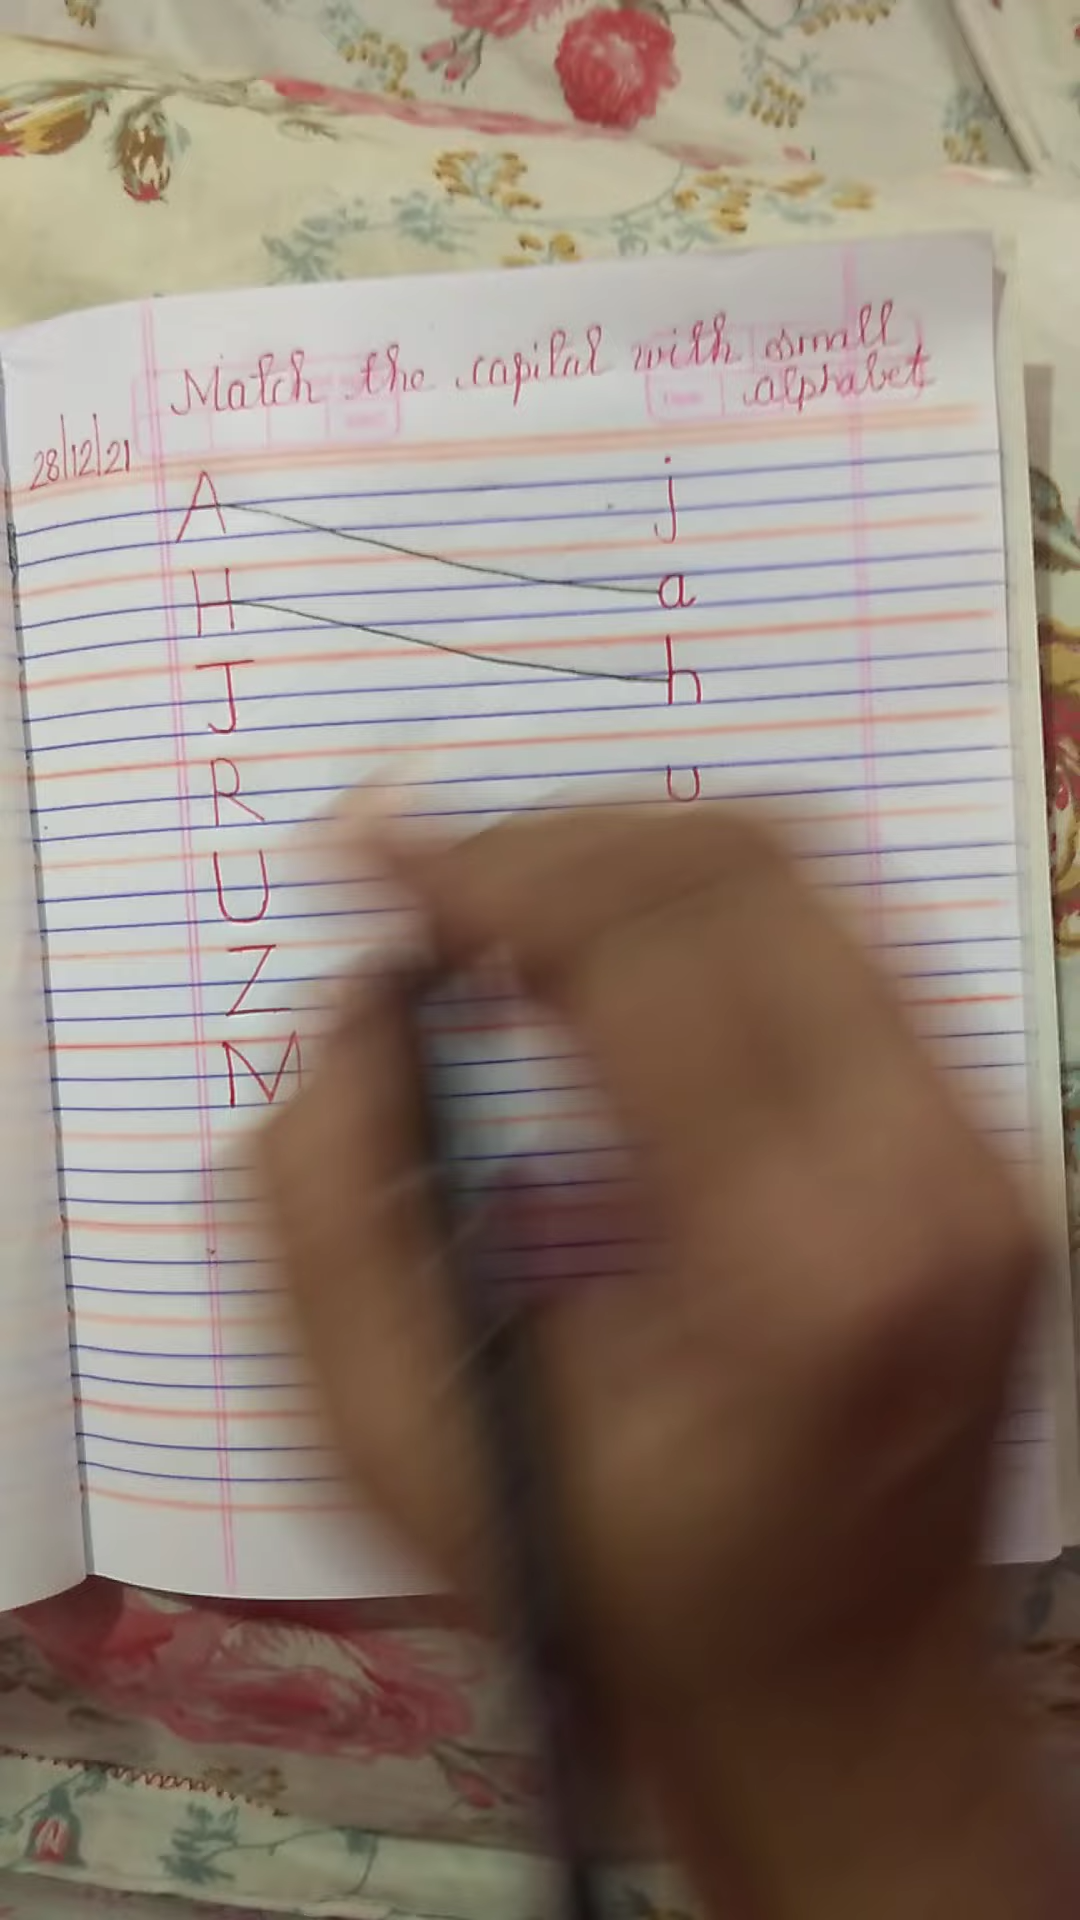 Match the capital with small
alphabet
28/12/21
A j
H a
J h
R u
U
Z
M